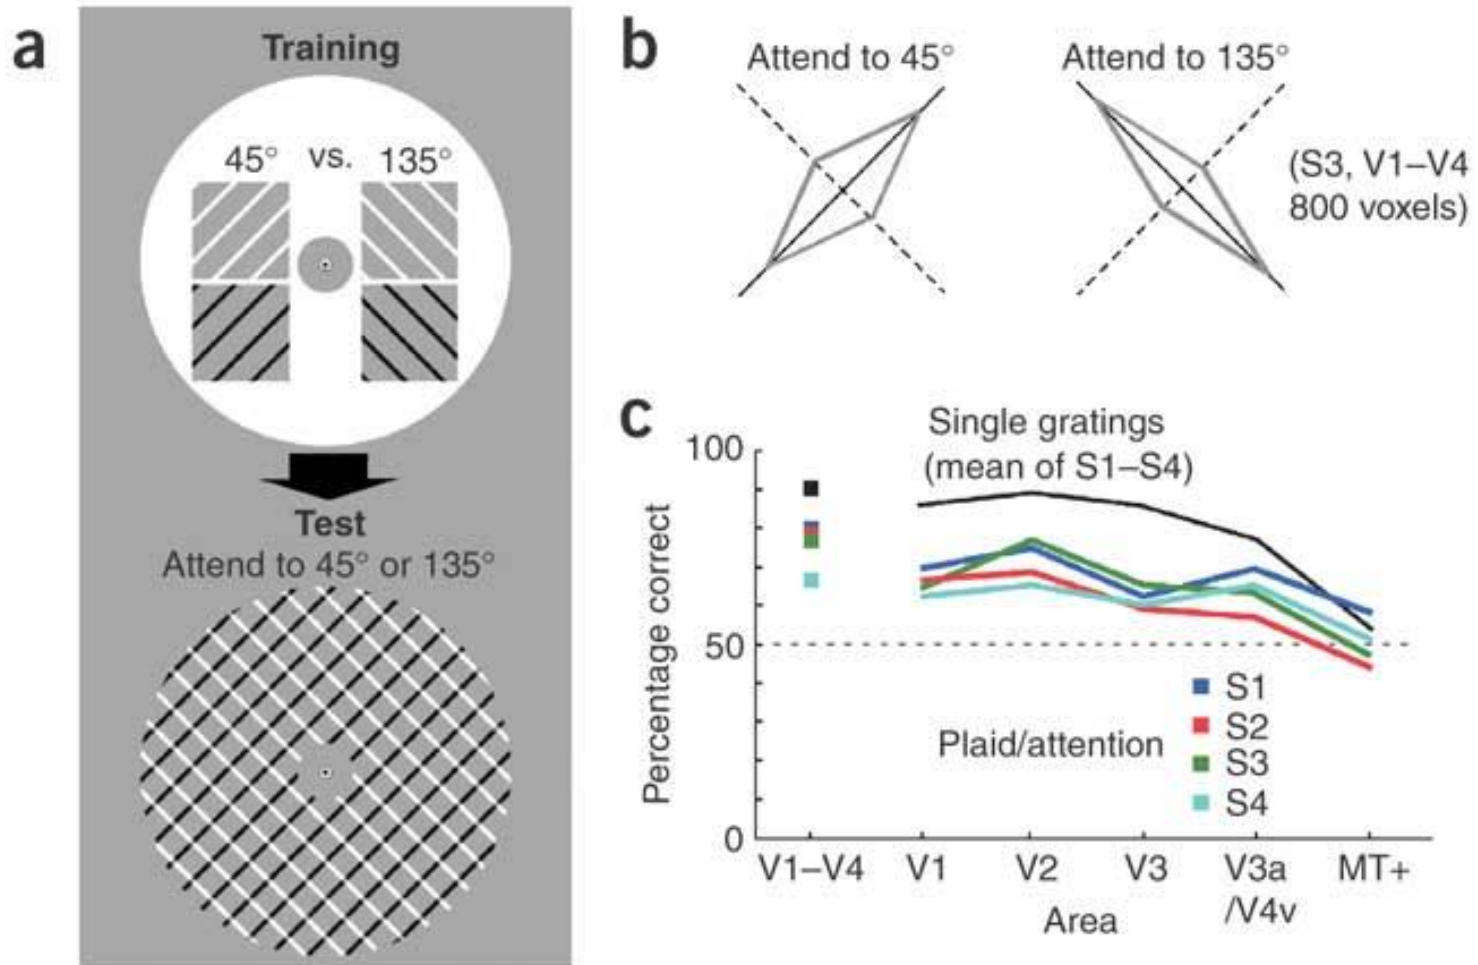 a
Training
45° vs. 135°
Test
Attend to 45° or 135°
b
Attend to 45°
Attend to 135°
(S3, V1–V4
800 voxels)
c
Single gratings
(mean of S1–S4)
100
50
0
Percentage correct
Plaid/attention
S1
S2
S3
S4
V1–V4 V1 V2 V3 V3a MT+
/V4v
Area